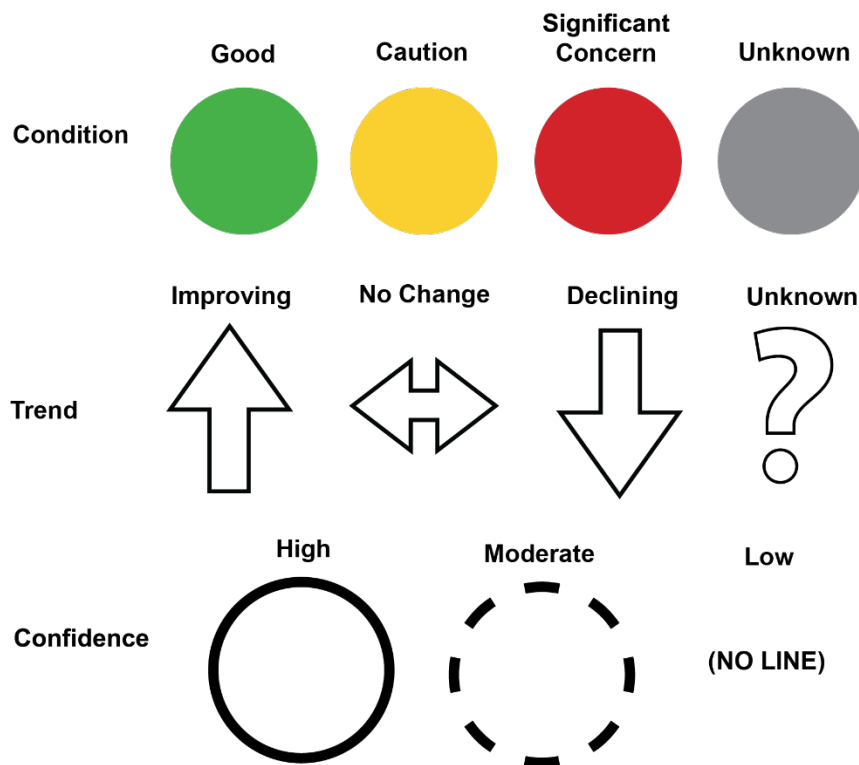 Good
Caution
Significant
Concern
Unknown
Condition
Improving
No Change
Declining
Unknown
Trend
?
High
Moderate
Low
Confidence
(NO LINE)